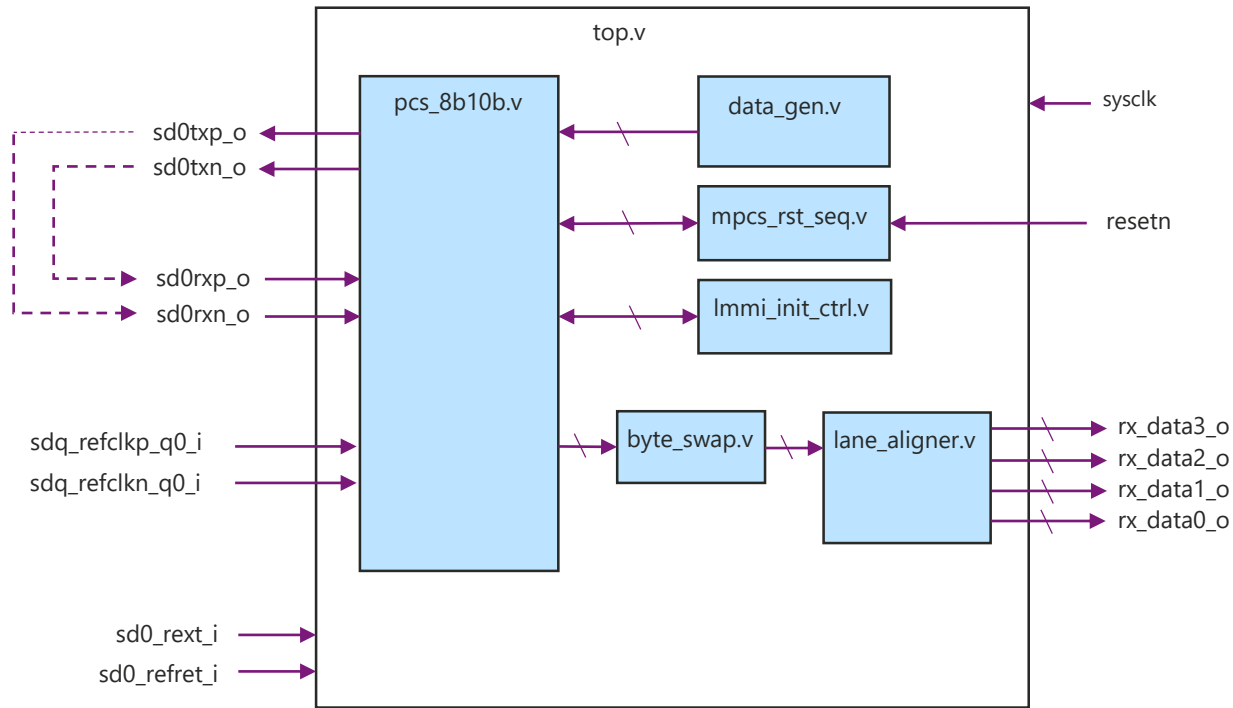 top.v
pcs_8b10b.v
data_gen.v
sysclk
sd0txp_o
sd0txn_o
mpcs_rst_seq.v
resetn
sd0rxp_o
sd0rxn_o
lmmi_init_ctrl.v
sdq_refclkp_q0_i
sdq_refclkn_q0_i
byte_swap.v
lane_aligner.v
rx_data3_o
rx_data2_o
rx_data1_o
rx_data0_o
sd0_rext_i
sd0_refret_i